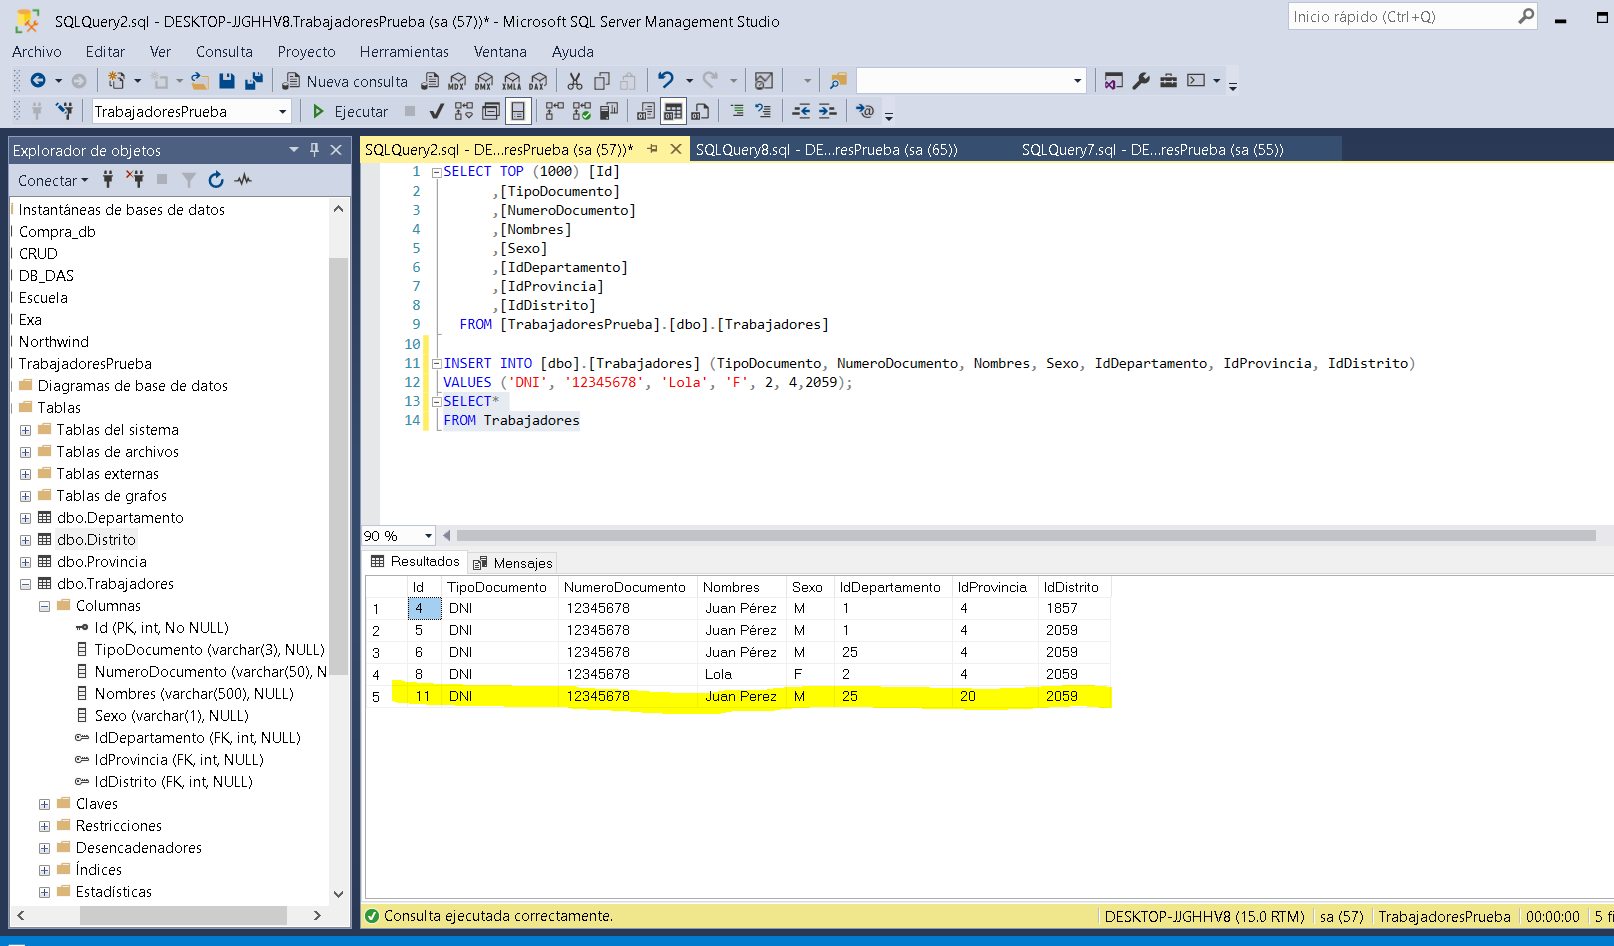 SQLQuery2.sql - DESKTOP-JJGHHV8.TrabajadoresPrueba (sa (57))* - Microsoft SQL Server Management Studio
Inicio rápido (Ctrl+Q)
Archivo Editar Ver Consulta Proyecto Herramientas Ventana Ayuda
Nueva consulta MDX DMX XMLA DAX
TrabajadoresPrueba Ejecutar
Explorador de objetos
Conectar
Instantáneas de bases de datos
Compra_db
CRUD
DB_DAS
Escuela
Exa
Northwind
TrabajadoresPrueba
Diagramas de base de datos
Tablas
Tablas del sistema
Tablas de archivos
Tablas externas
Tablas de grafos
dbo.Departamento
dbo.Distrito
dbo.Provincia
dbo.Trabajadores
Columnas
Id (PK, int, No NULL)
TipoDocumento (varchar(3), NULL)
NumeroDocumento (varchar(50), N
Nombres (varchar(500), NULL)
Sexo (varchar(1), NULL)
IdDepartamento (FK, int, NULL)
IdProvincia (FK, int, NULL)
IdDistrito (FK, int, NULL)
Claves
Restricciones
Desencadenadores
Índices
Estadísticas
SQLQuery2.sql - DE...resPrueba (sa (57))* SQLQuery8.sql - DE...resPrueba (sa (65)) SQLQuery7.sql - DE...resPrueba (sa (55))
1 SELECT TOP (1000) [Id]
2 ,[TipoDocumento]
3 ,[NumeroDocumento]
4 ,[Nombres]
5 ,[Sexo]
6 ,[IdDepartamento]
7 ,[IdProvincia]
8 ,[IdDistrito]
9 FROM [TrabajadoresPrueba].[dbo].[Trabajadores]
10
11 INSERT INTO [dbo].[Trabajadores] (TipoDocumento, NumeroDocumento, Nombres, Sexo, IdDepartamento, IdProvincia, IdDistrito)
12 VALUES ('DNI', '12345678', 'Lola', 'F', 2, 4,2059);
13 SELECT*
14 FROM Trabajadores
90 %
Resultados Mensajes
Id TipoDocumento NumeroDocumento Nombres Sexo IdDepartamento IdProvincia IdDistrito
1 4 DNI 12345678 Juan Pérez M 1 4 1857
2 5 DNI 12345678 Juan Pérez M 1 4 2059
3 6 DNI 12345678 Juan Pérez M 25 4 2059
4 8 DNI 12345678 Lola F 2 4 2059
5 11 DNI 12345678 Juan Perez M 25 20 2059
Consulta ejecutada correctamente. DESKTOP-JJGHHV8 (15.0 RTM) sa (57) TrabajadoresPrueba 00:00:00 5 fi